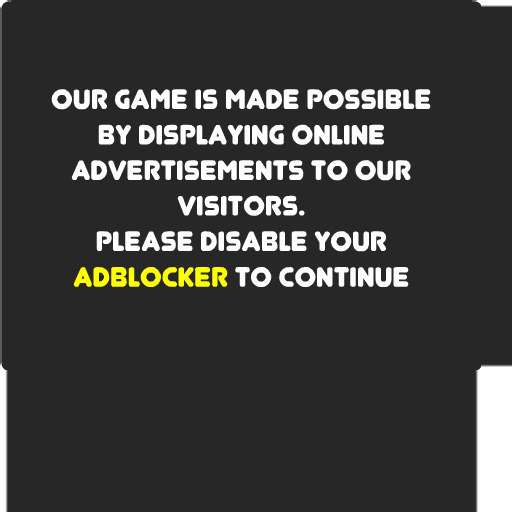 OUR GAME IS MADE POSSIBLE
BY DISPLAYING ONLINE
ADVERTISEMENTS TO OUR
VISITORS.
PLEASE DISABLE YOUR
ADBLOCKER TO CONTINUE